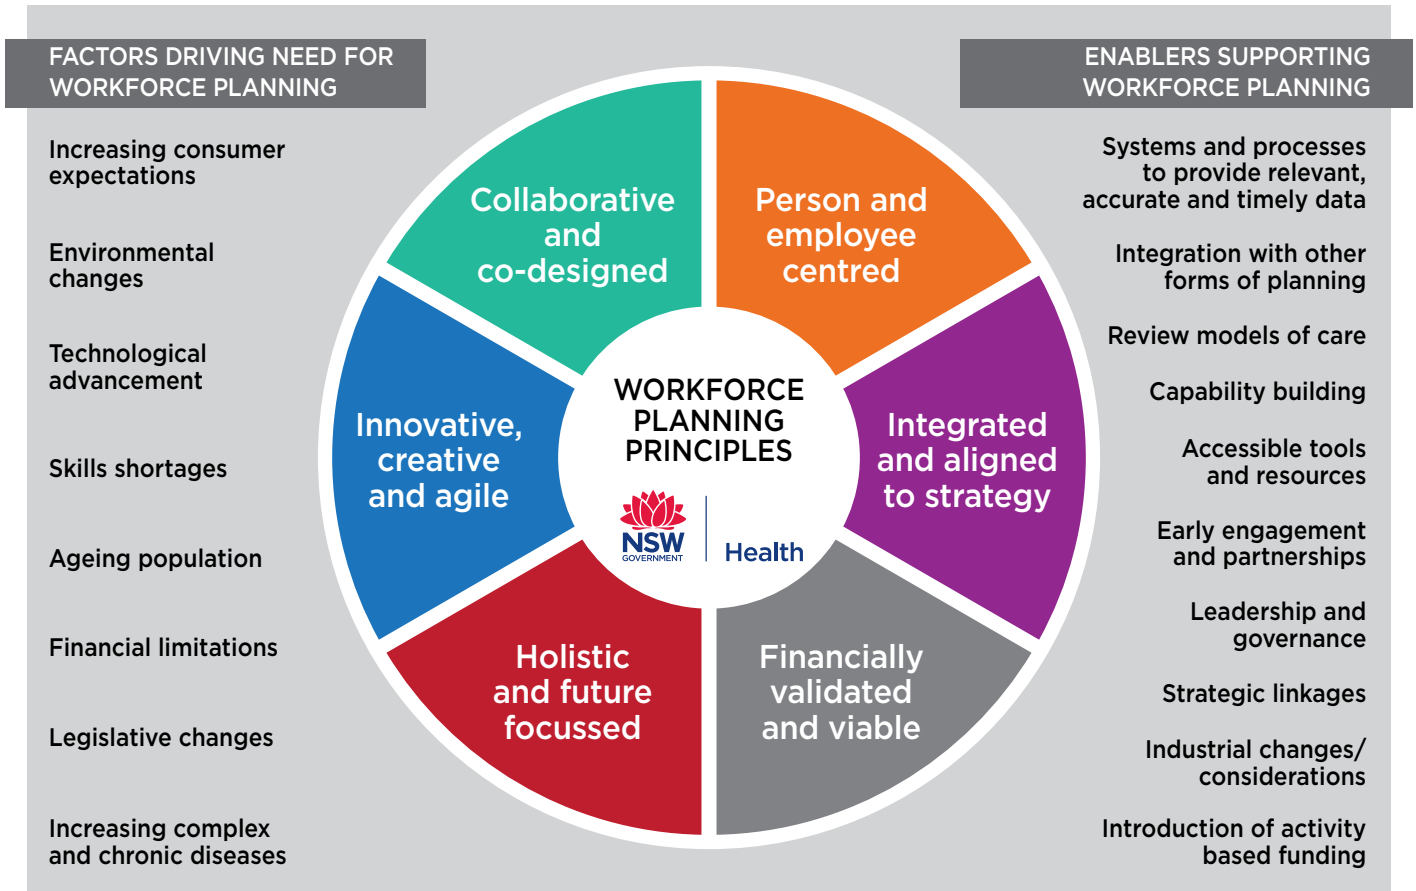 FACTORS DRIVING NEED FOR
WORKFORCE PLANNING
Increasing consumer
expectations
Environmental
changes
Technological
advancement
Skills shortages
Ageing population
Financial limitations
Legislative changes
Increasing complex
and chronic diseases
Collaborative
and
co-designed
Person and
employee
centred
Innovative,
creative
and agile
WORKFORCE
PLANNING
PRINCIPLES
NSW
GOVERNMENT
Health
Integrated
and aligned
to strategy
Holistic
and future
focussed
Financially
validated
and viable
ENABLERS SUPPORTING
WORKFORCE PLANNING
Systems and processes
to provide relevant,
accurate and timely data
Integration with other
forms of planning
Review models of care
Capability building
Accessible tools
and resources
Early engagement
and partnerships
Leadership and
governance
Strategic linkages
Industrial changes/
considerations
Introduction of activity
based funding